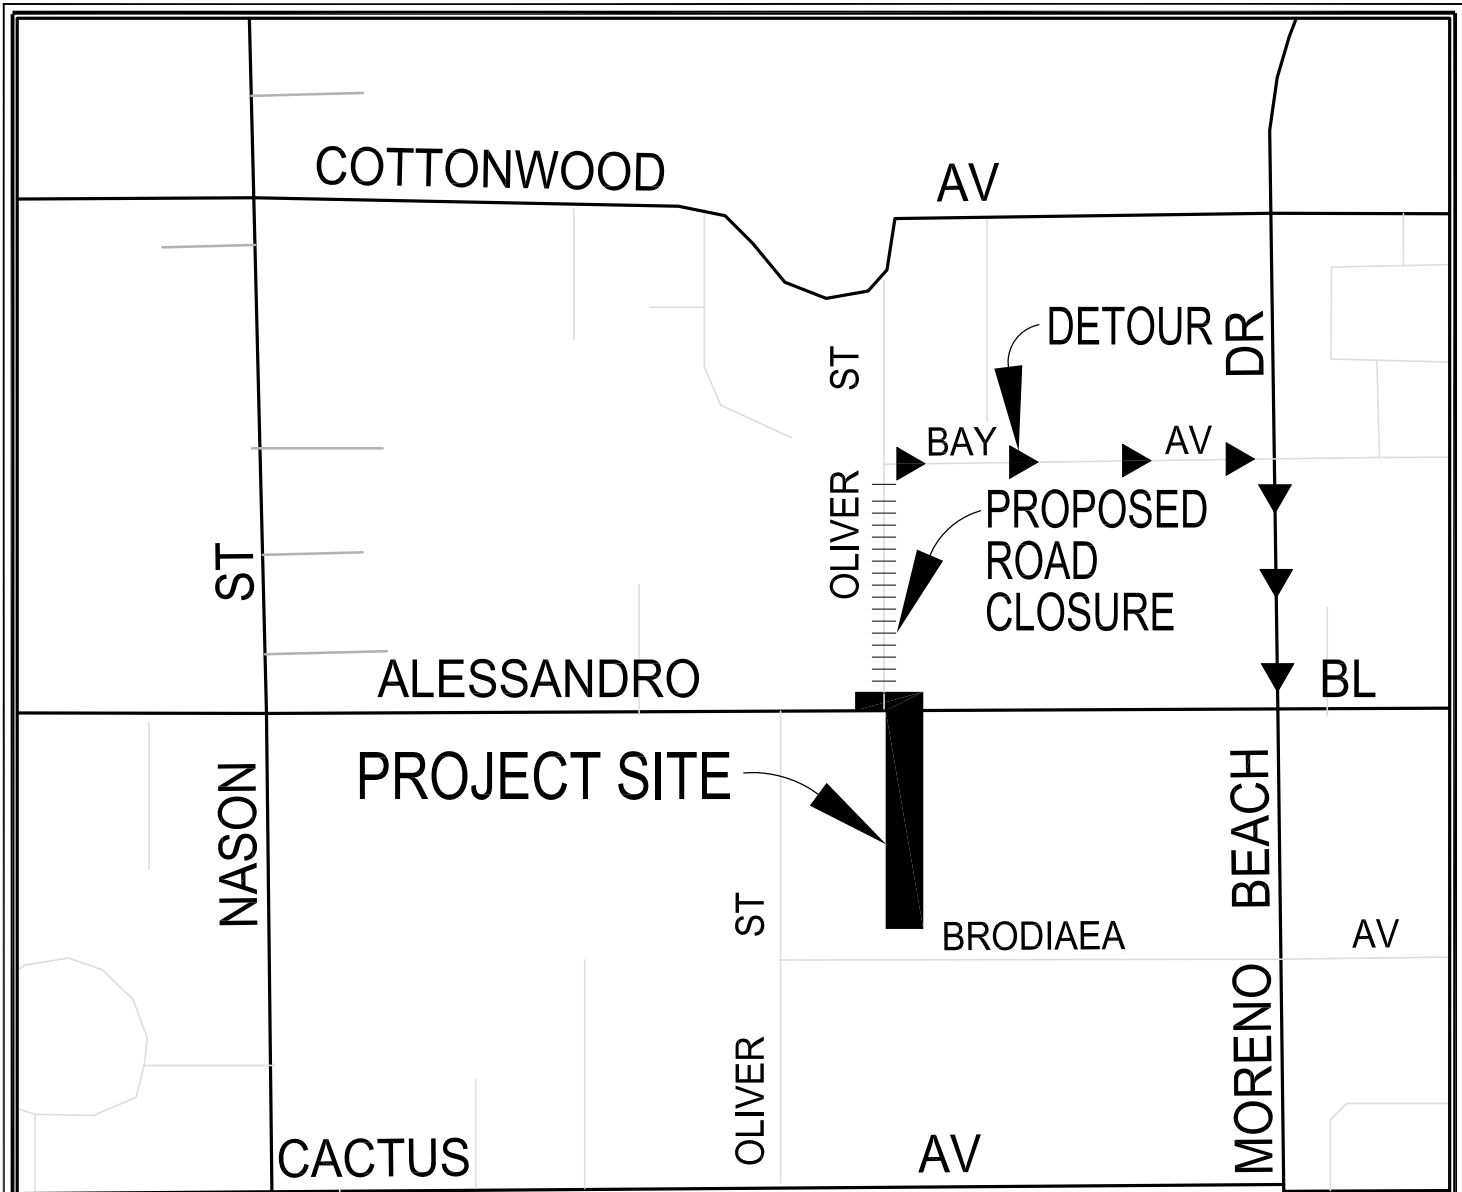 COTTONWOOD AV
DETOUR
DR
ST
BAY AV
OLIVER
PROPOSED
ROAD
CLOSURE
ST
ALESSANDRO BL
PROJECT SITE
NASON
BEACH
ST
BRODIAEA AV
MORENO
OLIVER
CACTUS AV